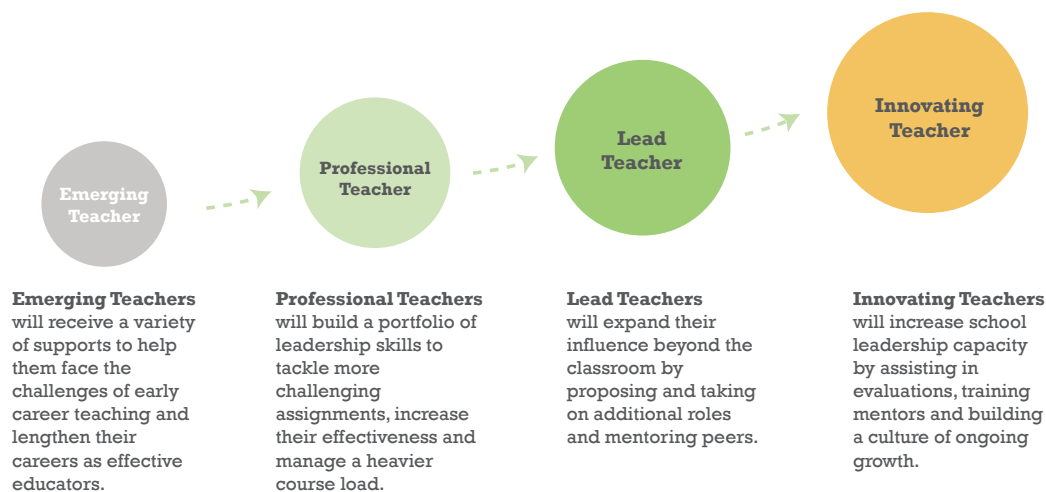 Emerging
Teacher
Professional
Teacher
Lead
Teacher
Innovating
Teacher
Emerging Teachers
will receive a variety
of supports to help
them face the
challenges of early
career teaching and
lengthen their
careers as effective
educators.
Professional Teachers
will build a portfolio of
leadership skills to
tackle more
challenging
assignments, increase
their effectiveness and
manage a heavier
course load.
Lead Teachers
will expand their
influence beyond the
classroom by
proposing and taking
on additional roles
and mentoring peers.
Innovating Teachers
will increase school
leadership capacity
by assisting in
evaluations, training
mentors and building
a culture of ongoing
growth.